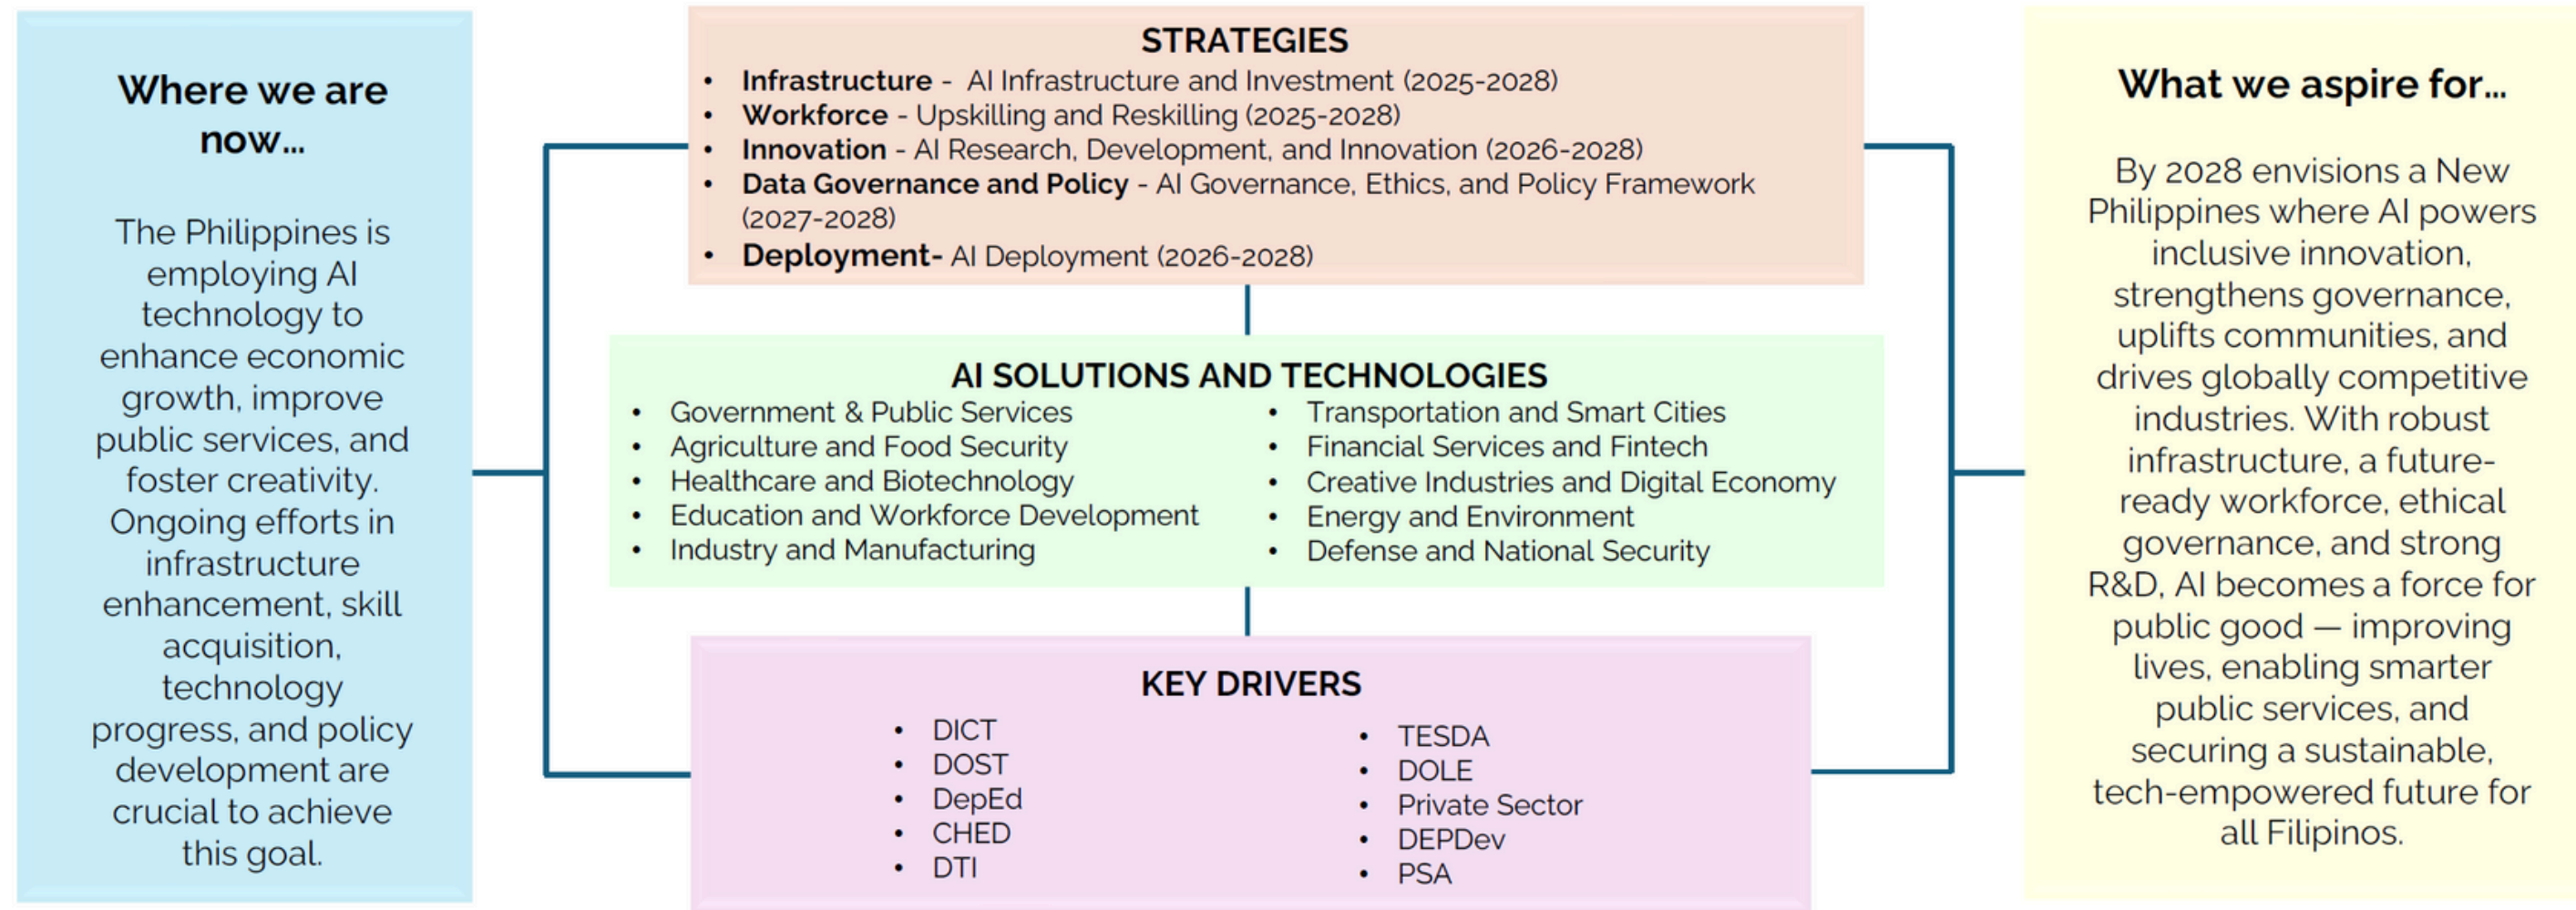 Where we are
now...
The Philippines is
employing AI
technology to
enhance economic
growth, improve
public services, and
foster creativity.
Ongoing efforts in
infrastructure
enhancement, skill
acquisition,
technology
progress, and policy
development are
crucial to achieve
this goal.
STRATEGIES
• Infrastructure - AI Infrastructure and Investment (2025-2028)
• Workforce - Upskilling and Reskilling (2025-2028)
• Innovation - AI Research, Development, and Innovation (2026-2028)
• Data Governance and Policy - AI Governance, Ethics, and Policy Framework
(2027-2028)
• Deployment- AI Deployment (2026-2028)
AI SOLUTIONS AND TECHNOLOGIES
• Government & Public Services
• Agriculture and Food Security
• Healthcare and Biotechnology
• Education and Workforce Development
• Industry and Manufacturing
• Transportation and Smart Cities
• Financial Services and Fintech
• Creative Industries and Digital Economy
• Energy and Environment
• Defense and National Security
KEY DRIVERS
• DICT
• DOST
• DepEd
• CHED
• DTI
• TESDA
• DOLE
• Private Sector
• DEPDev
• PSA
What we aspire for...
By 2028 envisions a New
Philippines where AI powers
inclusive innovation,
strengthens governance,
uplifts communities, and
drives globally competitive
industries. With robust
infrastructure, a future-
ready workforce, ethical
governance, and strong
R&D, AI becomes a force for
public good — improving
lives, enabling smarter
public services, and
securing a sustainable,
tech-empowered future for
all Filipinos.